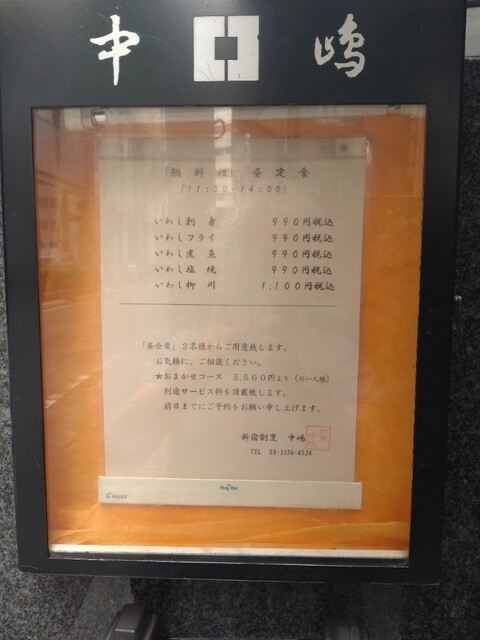 中 嶋
「鰯料理」昼定食
(11:30-14:00)
いわし刺身 990円税込
いわしフライ 990円税込
いわし煮魚 990円税込
いわし塩焼 990円税込
いわし柳川 1,100円税込
「昼会席」2名様からご用意致します。
お気軽に、ご相談ください。
★おまかせコース 5,500円より(お一人様)
別途サービス料を頂戴致します。
前日までにご予約をお願い申し上げます。
新宿割烹 中嶋
TEL 03-3356-4534
Mag Bar